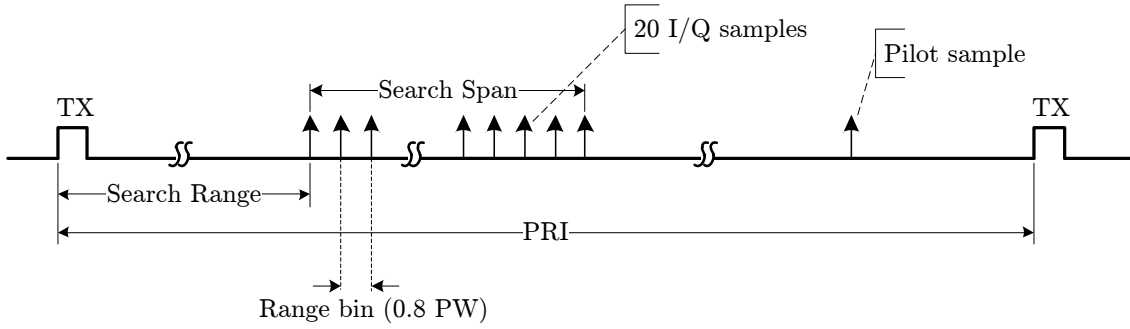 20 I/Q samples
Pilot sample
Search Span
TX
TX
Search Range
PRI
Range bin (0.8 PW)